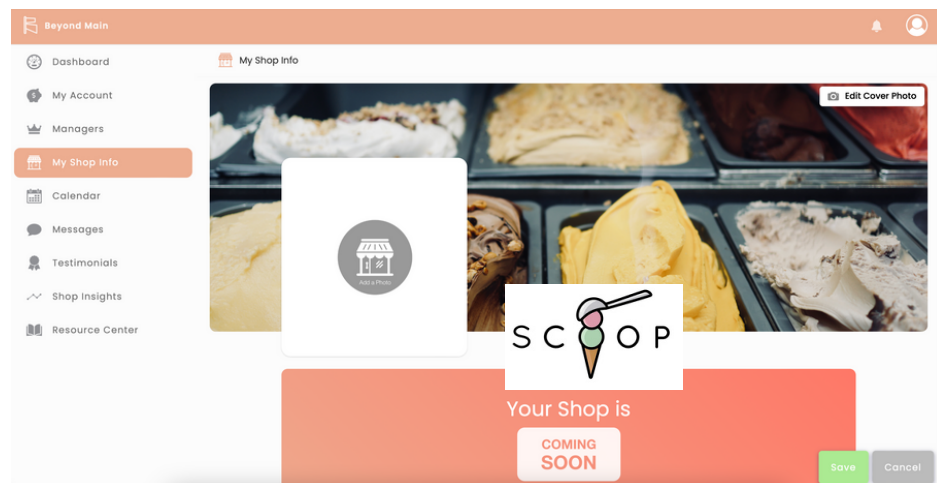 Beyond Main
Dashboard
My Account
Managers
My Shop Info
Calendar
Messages
Testimonials
Shop Insights
Resource Center
My Shop Info
Edit Cover Photo
Add a Photo
SCOOP
Your Shop is
COMING
SOON
Save
Cancel